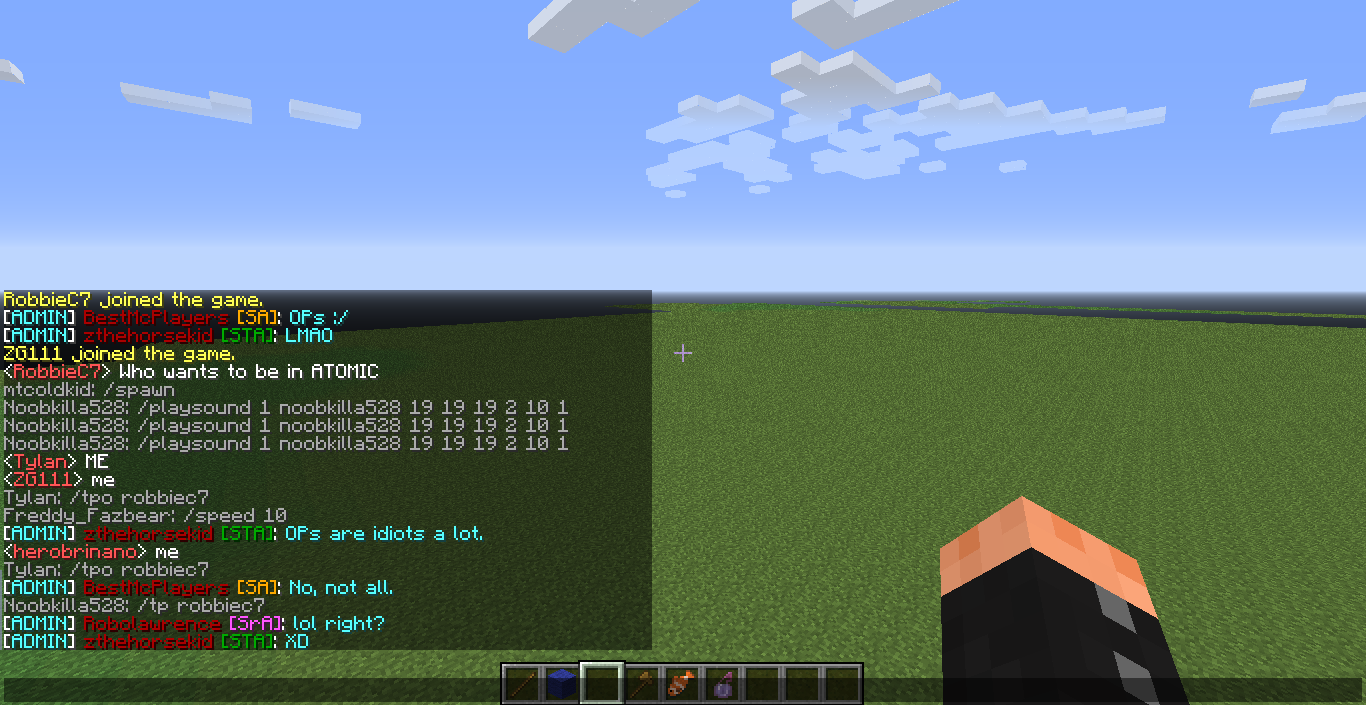 RobbieC7 joined the game.
[ADMIN] BestMcPlayers [SA]: OPs :/
[ADMIN] zthehorsekid [STA]: LMAO
ZG111 joined the game.
<RobbieC7> Who wants to be in ATOMIC
mtcoldkid: /spawn
Noobkilla528: /playsound 1 noobkilla528 19 19 19 2 10 1
Noobkilla528: /playsound 1 noobkilla528 19 19 19 2 10 1
Noobkilla528: /playsound 1 noobkilla528 19 19 19 2 10 1
<Tylan> ME
<ZG111> me
Tylan: /tpo robbiec7
Freddy_Fazbear: /speed 10
[ADMIN] zthehorsekid [STA]: OPs are idiots a lot.
<herobrinano> me
Tylan: /tpo robbiec7
[ADMIN] BestMcPlayers [SA]: No, not all.
Noobkilla528: /tp robbiec7
[ADMIN] Robolawrence [SrA]: lol right?
[ADMIN] zthehorsekid [STA]: XD